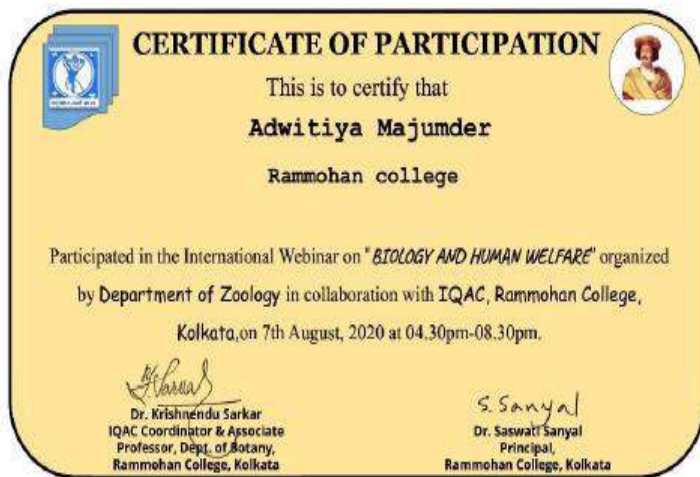 CERTIFICATE OF PARTICIPATION
This is to certify that
Adwitiya Majumder
Rammohan college
Participated in the International Webinar on "BIOLOGY AND HUMAN WELFARE" organized
by Department of Zoology in collaboration with IQAC, Rammohan College,
Kolkata,on 7th August, 2020 at 04.30pm-08.30pm.
S. Sanyal
Dr. Krishnendu Sarkar
IQAC Coordinator & Associate
Professor, Dept. of Botany,
Rammohan College, Kolkata
Dr. Saswati Sanyal
Principal,
Rammohan College, Kolkata